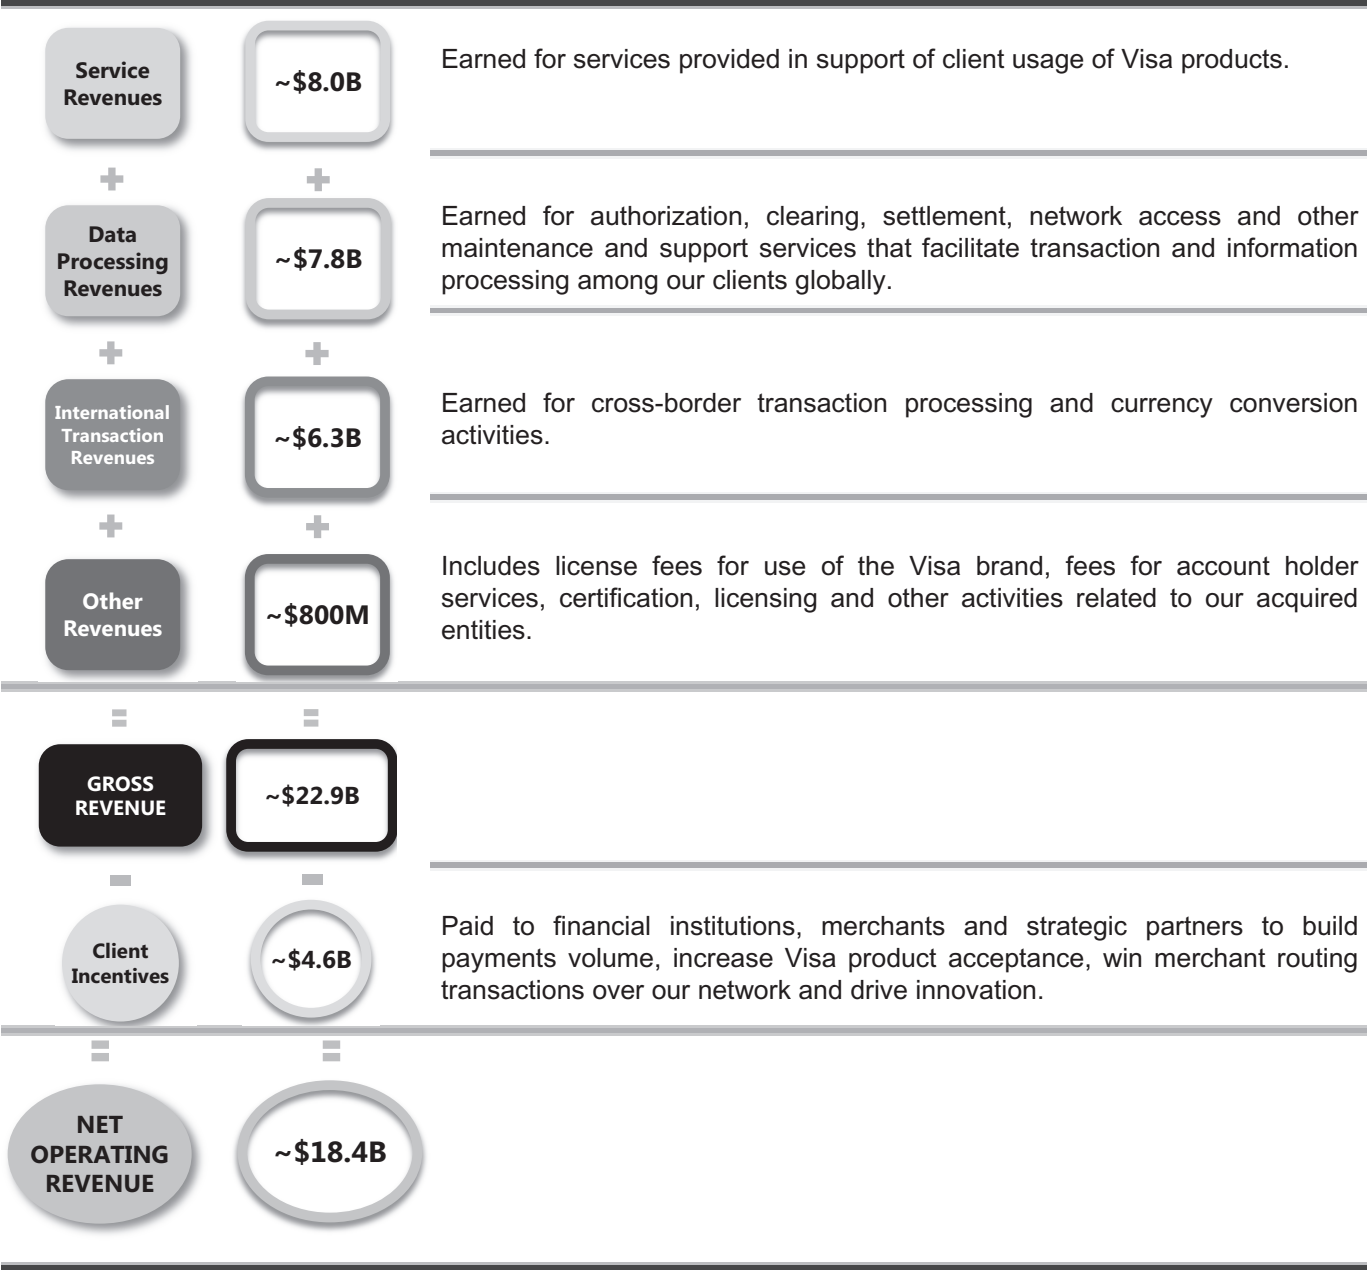 Service
Revenues
~$8.0B
Earned for services provided in support of client usage of Visa products.
+ +
Data
Processing
Revenues
~$7.8B
Earned for authorization, clearing, settlement, network access and other
maintenance and support services that facilitate transaction and information
processing among our clients globally.
+ +
International
Transaction
Revenues
~$6.3B
Earned for cross-border transaction processing and currency conversion
activities.
+ +
Other
Revenues
~$800M
Includes license fees for use of the Visa brand, fees for account holder
services, certification, licensing and other activities related to our acquired
entities.
= =
GROSS
REVENUE
~$22.9B
- -
Client
Incentives
~$4.6B
Paid to financial institutions, merchants and strategic partners to build
payments volume, increase Visa product acceptance, win merchant routing
transactions over our network and drive innovation.
= =
NET
OPERATING
REVENUE
~$18.4B